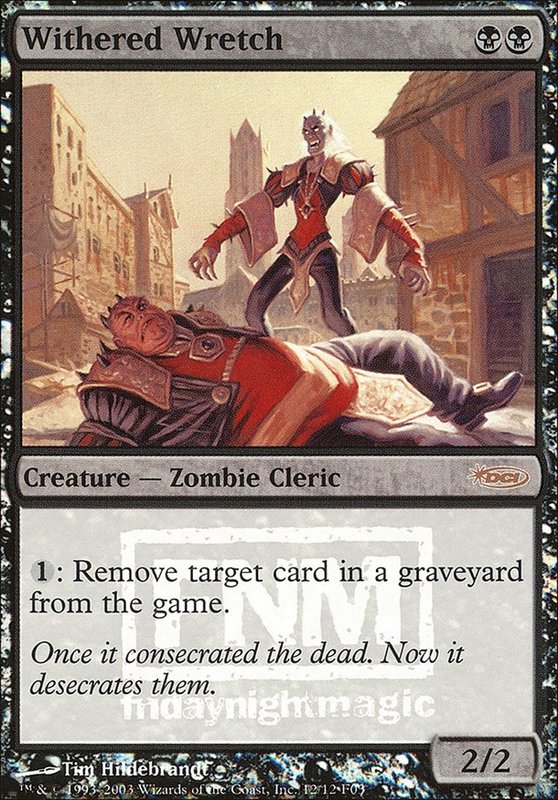 Withered Wretch
Creature — Zombie Cleric
DCI
1: Remove target card in a graveyard
from the game.
FNM
Once it consecrated the dead. Now it
desecrates them.
fridaynightmagic
2/2
Tim Hildebrandt
™ & © 1993-2003 Wizards of the Coast, Inc. 12/12 F03